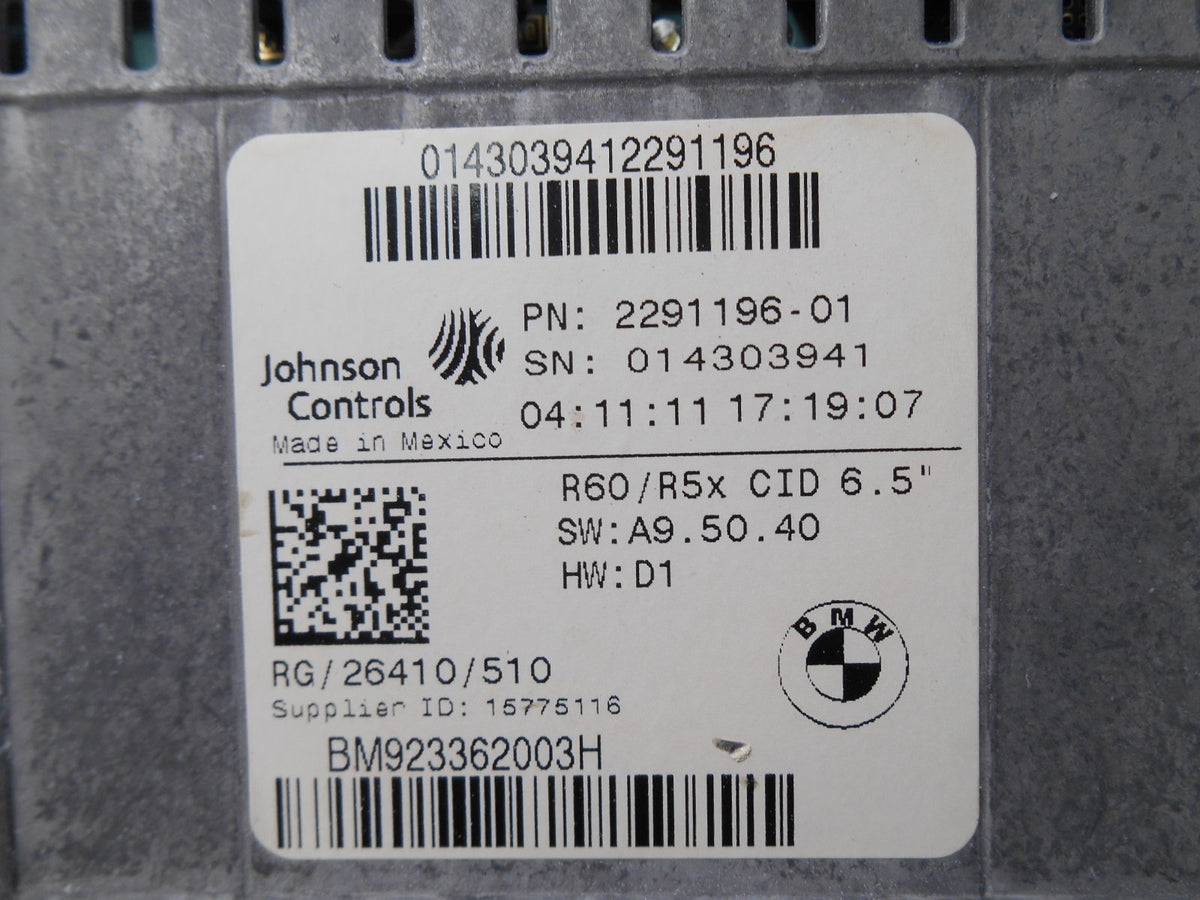 0143039412291196
PN: 2291196-01
SN: 014303941
Johnson
Controls
04:11:11 17:19:07
Made in Mexico
R60/R5x CID 6.5"
SW:A9.50.40
HW:D1
BMW
RG/26410/510
Supplier ID: 15775116
BM923362003H